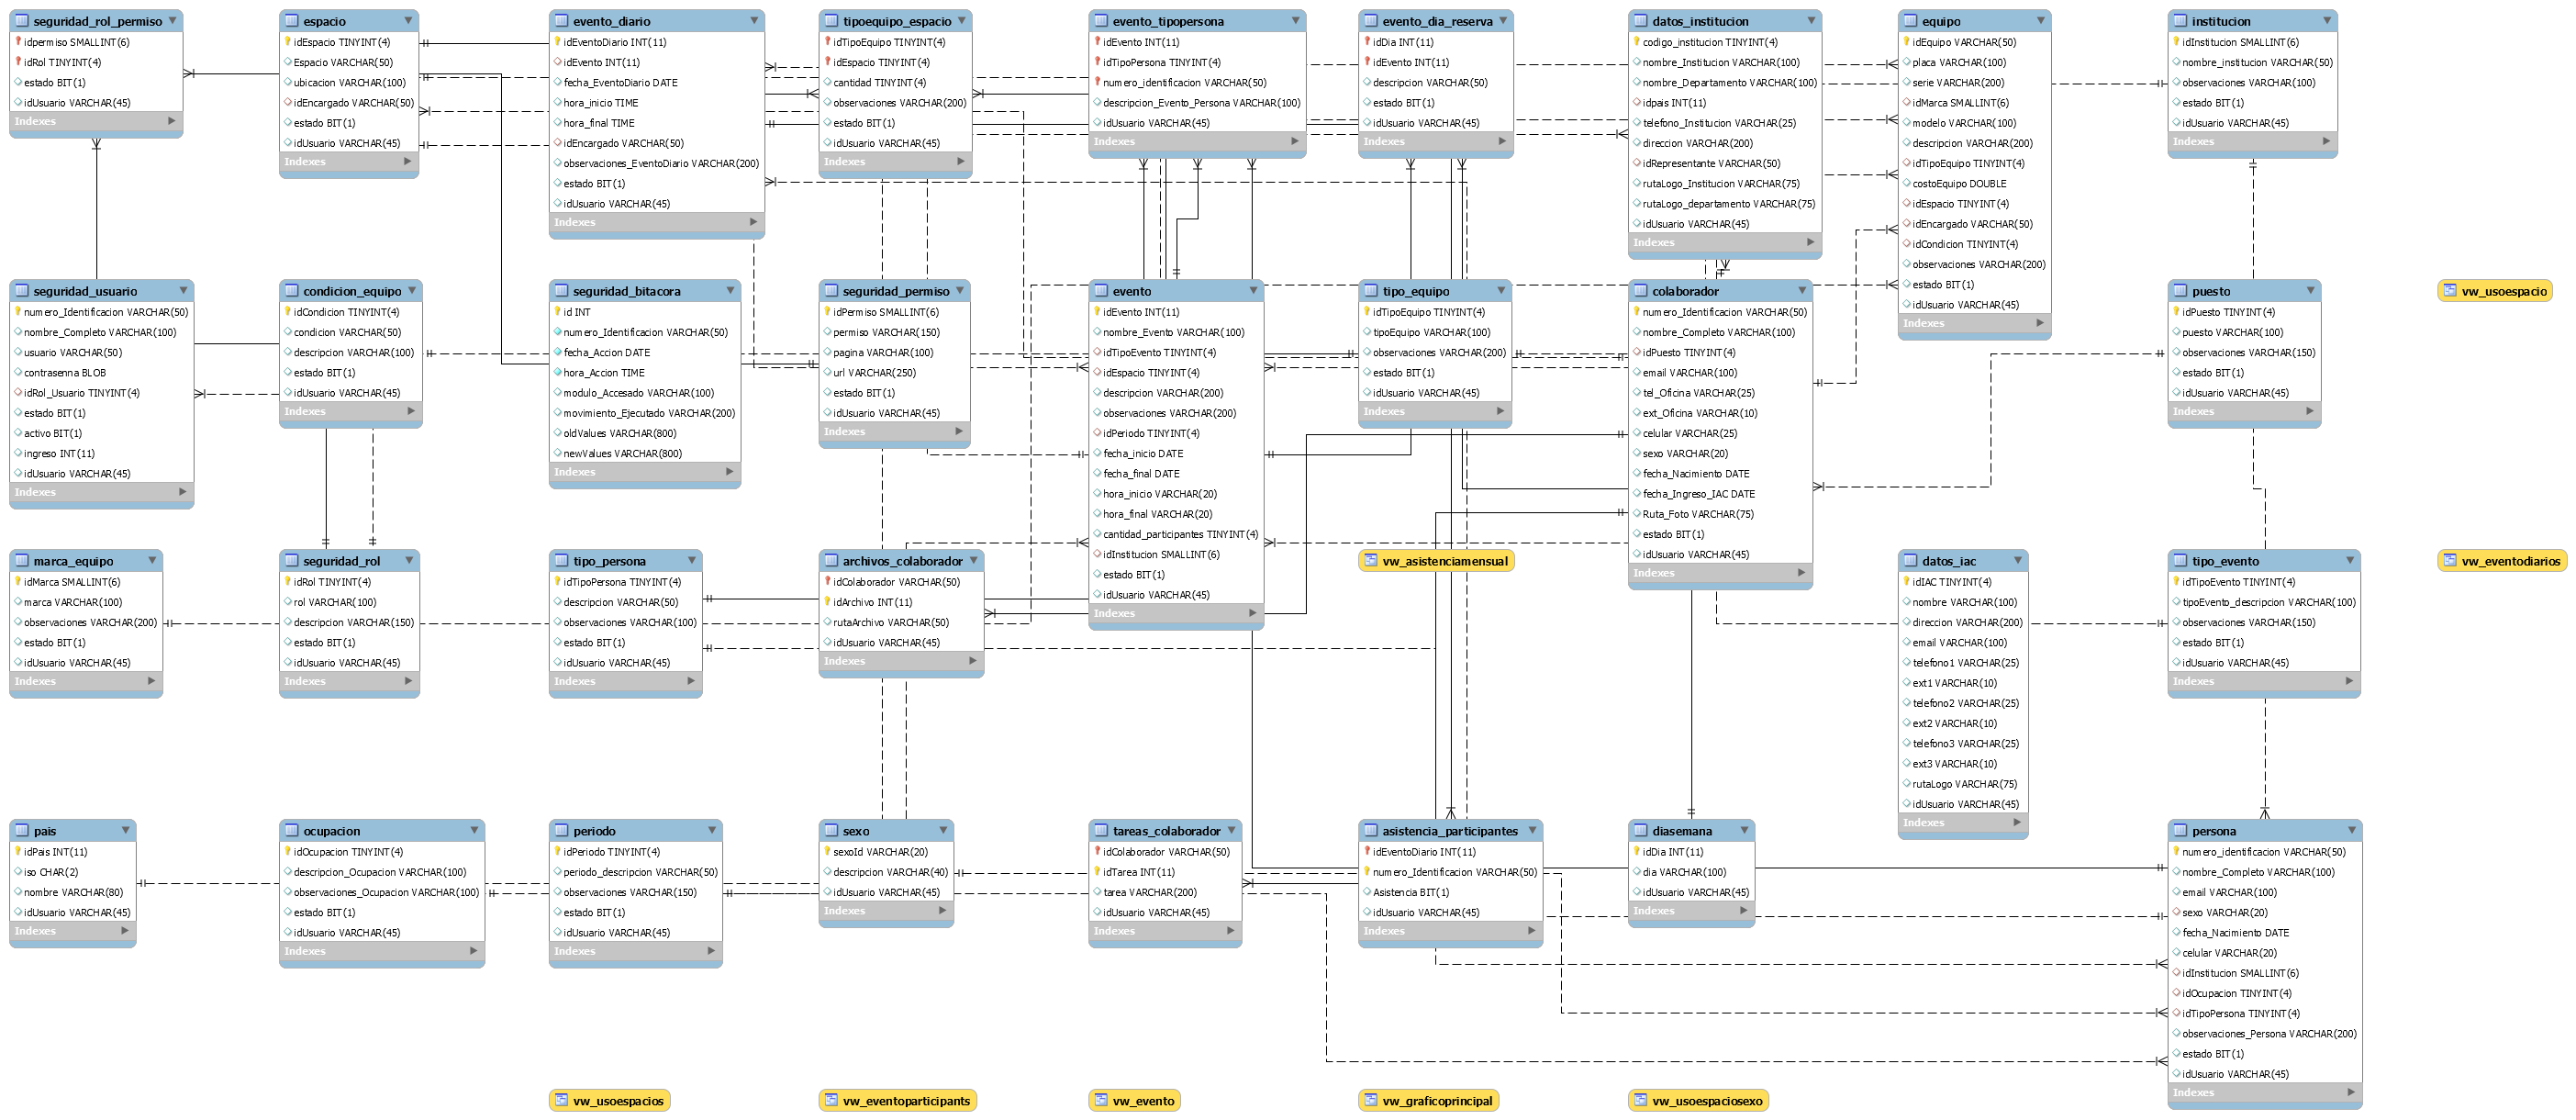 seguridad_rol_permiso
idpermiso SMALLINT(6)
idRol TINYINT(4)
estado BIT(1)
idUsuario VARCHAR(45)
Indexes
espacio
idEspacio TINYINT(4)
Espacio VARCHAR(50)
ubicacion VARCHAR(100)
idEncargado VARCHAR(50)
estado BIT(1)
idUsuario VARCHAR(45)
Indexes
evento_diario
idEventoDiario INT(11)
idEvento INT(11)
fecha_EventoDiario DATE
hora_inicio TIME
hora_final TIME
idEncargado VARCHAR(50)
observaciones_EventoDiario VARCHAR(200)
estado BIT(1)
idUsuario VARCHAR(45)
Indexes
tipoequipo_espacio
idTipoEquipo TINYINT(4)
idEspacio TINYINT(4)
cantidad TINYINT(4)
observaciones VARCHAR(200)
estado BIT(1)
idUsuario VARCHAR(45)
Indexes
evento_tipopersona
idEvento INT(11)
idTipoPersona TINYINT(4)
numero_identificacion VARCHAR(50)
descripcion_Evento_Persona VARCHAR(100)
idUsuario VARCHAR(45)
Indexes
evento_dia_reserva
idDia INT(11)
idEvento INT(11)
descripcion VARCHAR(50)
estado BIT(1)
idUsuario VARCHAR(45)
Indexes
datos_institucion
codigo_institucion TINYINT(4)
nombre_Institucion VARCHAR(100)
nombre_Departamento VARCHAR(100)
idpais INT(11)
telefono_Institucion VARCHAR(25)
direccion VARCHAR(200)
idRepresentante VARCHAR(50)
rutaLogo_Institucion VARCHAR(75)
rutaLogo_departamento VARCHAR(75)
idUsuario VARCHAR(45)
Indexes
equipo
idEquipo VARCHAR(50)
placa VARCHAR(100)
serie VARCHAR(200)
idMarca SMALLINT(6)
modelo VARCHAR(100)
descripcion VARCHAR(200)
idTipoEquipo TINYINT(4)
costoEquipo DOUBLE
idEspacio TINYINT(4)
idEncargado VARCHAR(50)
idCondicion TINYINT(4)
observaciones VARCHAR(200)
estado BIT(1)
idUsuario VARCHAR(45)
Indexes
institucion
idInstitucion SMALLINT(6)
nombre_institucion VARCHAR(50)
observaciones VARCHAR(100)
estado BIT(1)
idUsuario VARCHAR(45)
Indexes
seguridad_usuario
numero_Identificacion VARCHAR(50)
nombre_Completo VARCHAR(100)
usuario VARCHAR(50)
contrasenna BLOB
idRol_Usuario TINYINT(4)
estado BIT(1)
activo BIT(1)
ingreso INT(11)
idUsuario VARCHAR(45)
Indexes
condicion_equipo
idCondicion TINYINT(4)
condicion VARCHAR(50)
descripcion VARCHAR(100)
estado BIT(1)
idUsuario VARCHAR(45)
Indexes
seguridad_bitacora
id INT
numero_Identificacion VARCHAR(50)
fecha_Accion DATE
hora_Accion TIME
modulo_Accesado VARCHAR(100)
movimiento_Ejecutado VARCHAR(200)
oldValues VARCHAR(800)
newValues VARCHAR(800)
Indexes
seguridad_permiso
idPermiso SMALLINT(6)
permiso VARCHAR(150)
pagina VARCHAR(100)
url VARCHAR(250)
estado BIT(1)
idUsuario VARCHAR(45)
Indexes
evento
idEvento INT(11)
nombre_Evento VARCHAR(100)
idTipoEvento TINYINT(4)
idEspacio TINYINT(4)
descripcion VARCHAR(200)
observaciones VARCHAR(200)
idPeriodo TINYINT(4)
fecha_inicio DATE
fecha_final DATE
hora_inicio VARCHAR(20)
hora_final VARCHAR(20)
cantidad_participantes TINYINT(4)
idInstitucion SMALLINT(6)
estado BIT(1)
idUsuario VARCHAR(45)
Indexes
tipo_equipo
idTipoEquipo TINYINT(4)
tipoEquipo VARCHAR(100)
observaciones VARCHAR(200)
estado BIT(1)
idUsuario VARCHAR(45)
Indexes
colaborador
numero_Identificacion VARCHAR(50)
nombre_Completo VARCHAR(100)
idPuesto TINYINT(4)
email VARCHAR(100)
tel_Oficina VARCHAR(25)
ext_Oficina VARCHAR(10)
celular VARCHAR(25)
sexo VARCHAR(20)
fecha_Nacimiento DATE
fecha_Ingreso_IAC DATE
Ruta_Foto VARCHAR(75)
estado BIT(1)
idUsuario VARCHAR(45)
Indexes
puesto
idPuesto TINYINT(4)
puesto VARCHAR(100)
observaciones VARCHAR(150)
estado BIT(1)
idUsuario VARCHAR(45)
Indexes
vw_usoespacio
marca_equipo
idMarca SMALLINT(6)
marca VARCHAR(100)
observaciones VARCHAR(200)
estado BIT(1)
idUsuario VARCHAR(45)
Indexes
seguridad_rol
idRol TINYINT(4)
rol VARCHAR(100)
descripcion VARCHAR(150)
estado BIT(1)
idUsuario VARCHAR(45)
Indexes
tipo_persona
idTipoPersona TINYINT(4)
descripcion VARCHAR(50)
observaciones VARCHAR(100)
estado BIT(1)
idUsuario VARCHAR(45)
Indexes
archivos_colaborador
idColaborador VARCHAR(50)
idArchivo INT(11)
rutaArchivo VARCHAR(50)
idUsuario VARCHAR(45)
Indexes
vw_asistenciamensual
datos_iac
idIAC TINYINT(4)
nombre VARCHAR(100)
direccion VARCHAR(200)
email VARCHAR(100)
telefono1 VARCHAR(25)
ext1 VARCHAR(10)
telefono2 VARCHAR(25)
ext2 VARCHAR(10)
telefono3 VARCHAR(25)
ext3 VARCHAR(10)
rutaLogo VARCHAR(75)
idUsuario VARCHAR(45)
Indexes
tipo_evento
idTipoEvento TINYINT(4)
tipoEvento_descripcion VARCHAR(100)
observaciones VARCHAR(150)
estado BIT(1)
idUsuario VARCHAR(45)
Indexes
vw_eventodiarios
pais
idPais INT(11)
iso CHAR(2)
nombre VARCHAR(80)
idUsuario VARCHAR(45)
Indexes
ocupacion
idOcupacion TINYINT(4)
descripcion_Ocupacion VARCHAR(100)
observaciones_Ocupacion VARCHAR(100)
estado BIT(1)
idUsuario VARCHAR(45)
Indexes
periodo
idPeriodo TINYINT(4)
periodo_descripcion VARCHAR(50)
observaciones VARCHAR(150)
estado BIT(1)
idUsuario VARCHAR(45)
Indexes
sexo
sexoId VARCHAR(20)
descripcion VARCHAR(40)
idUsuario VARCHAR(45)
Indexes
tareas_colaborador
idColaborador VARCHAR(50)
idTarea INT(11)
tarea VARCHAR(200)
idUsuario VARCHAR(45)
Indexes
asistencia_participantes
idEventoDiario INT(11)
numero_Identificacion VARCHAR(50)
Asistencia BIT(1)
idUsuario VARCHAR(45)
Indexes
diasemana
idDia INT(11)
dia VARCHAR(100)
idUsuario VARCHAR(45)
Indexes
persona
numero_identificacion VARCHAR(50)
nombre_Completo VARCHAR(100)
email VARCHAR(100)
sexo VARCHAR(20)
fecha_Nacimiento DATE
celular VARCHAR(20)
idInstitucion SMALLINT(6)
idOcupacion TINYINT(4)
idTipoPersona TINYINT(4)
observaciones_Persona VARCHAR(200)
estado BIT(1)
idUsuario VARCHAR(45)
Indexes
vw_usoespacios
vw_eventoparticipants
vw_evento
vw_graficoprincipal
vw_usoespaciosexo